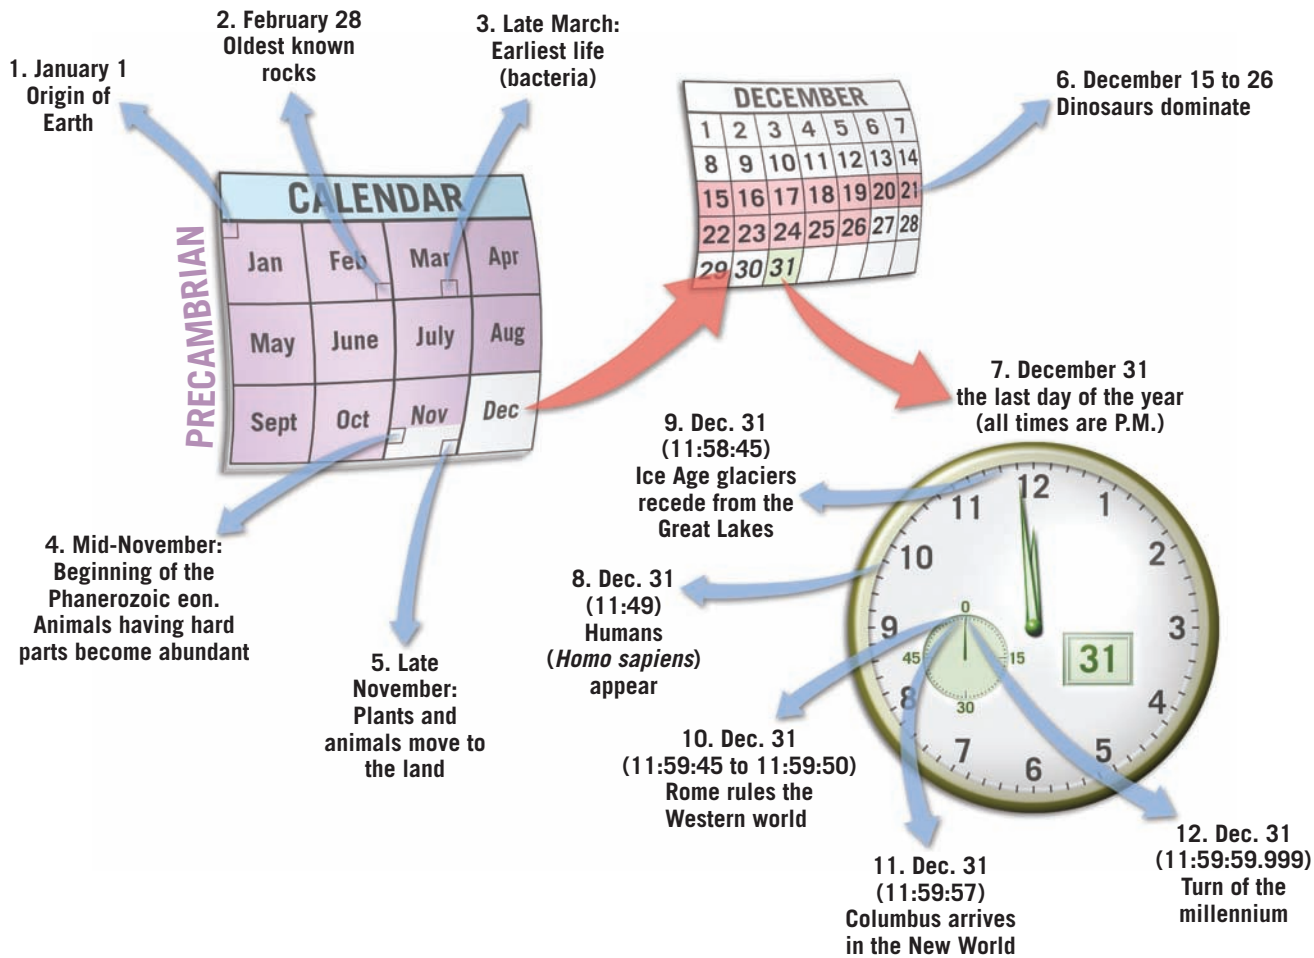 1. January 1
Origin of
Earth
2. February 28
Oldest known
rocks
3. Late March:
Earliest life
(bacteria)
CALENDAR
PRECAMBRIAN
Jan
Feb
Mar
Apr
May
June
July
Aug
Sept
Oct
Nov
Dec
4. Mid-November:
Beginning of the
Phanerozoic eon.
Animals having hard
parts become abundant
5. Late
November:
Plants and
animals move to
the land
DECEMBER
1 2 3 4 5 6 7
8 9 10 11 12 13 14
15 16 17 18 19 20 21
22 23 24 25 26 27 28
29 30 31
6. December 15 to 26
Dinosaurs dominate
7. December 31
the last day of the year
(all times are P.M.)
8. Dec. 31
(11:49)
Humans
(Homo sapiens)
appear
9. Dec. 31
(11:58:45)
Ice Age glaciers
recede from the
Great Lakes
10. Dec. 31
(11:59:45 to 11:59:50)
Rome rules the
Western world
11. Dec. 31
(11:59:57)
Columbus arrives
in the New World
12. Dec. 31
(11:59:59.999)
Turn of the
millennium
12
1
2
3
4
5
6
7
8
9
10
11
0
15
30
45
31